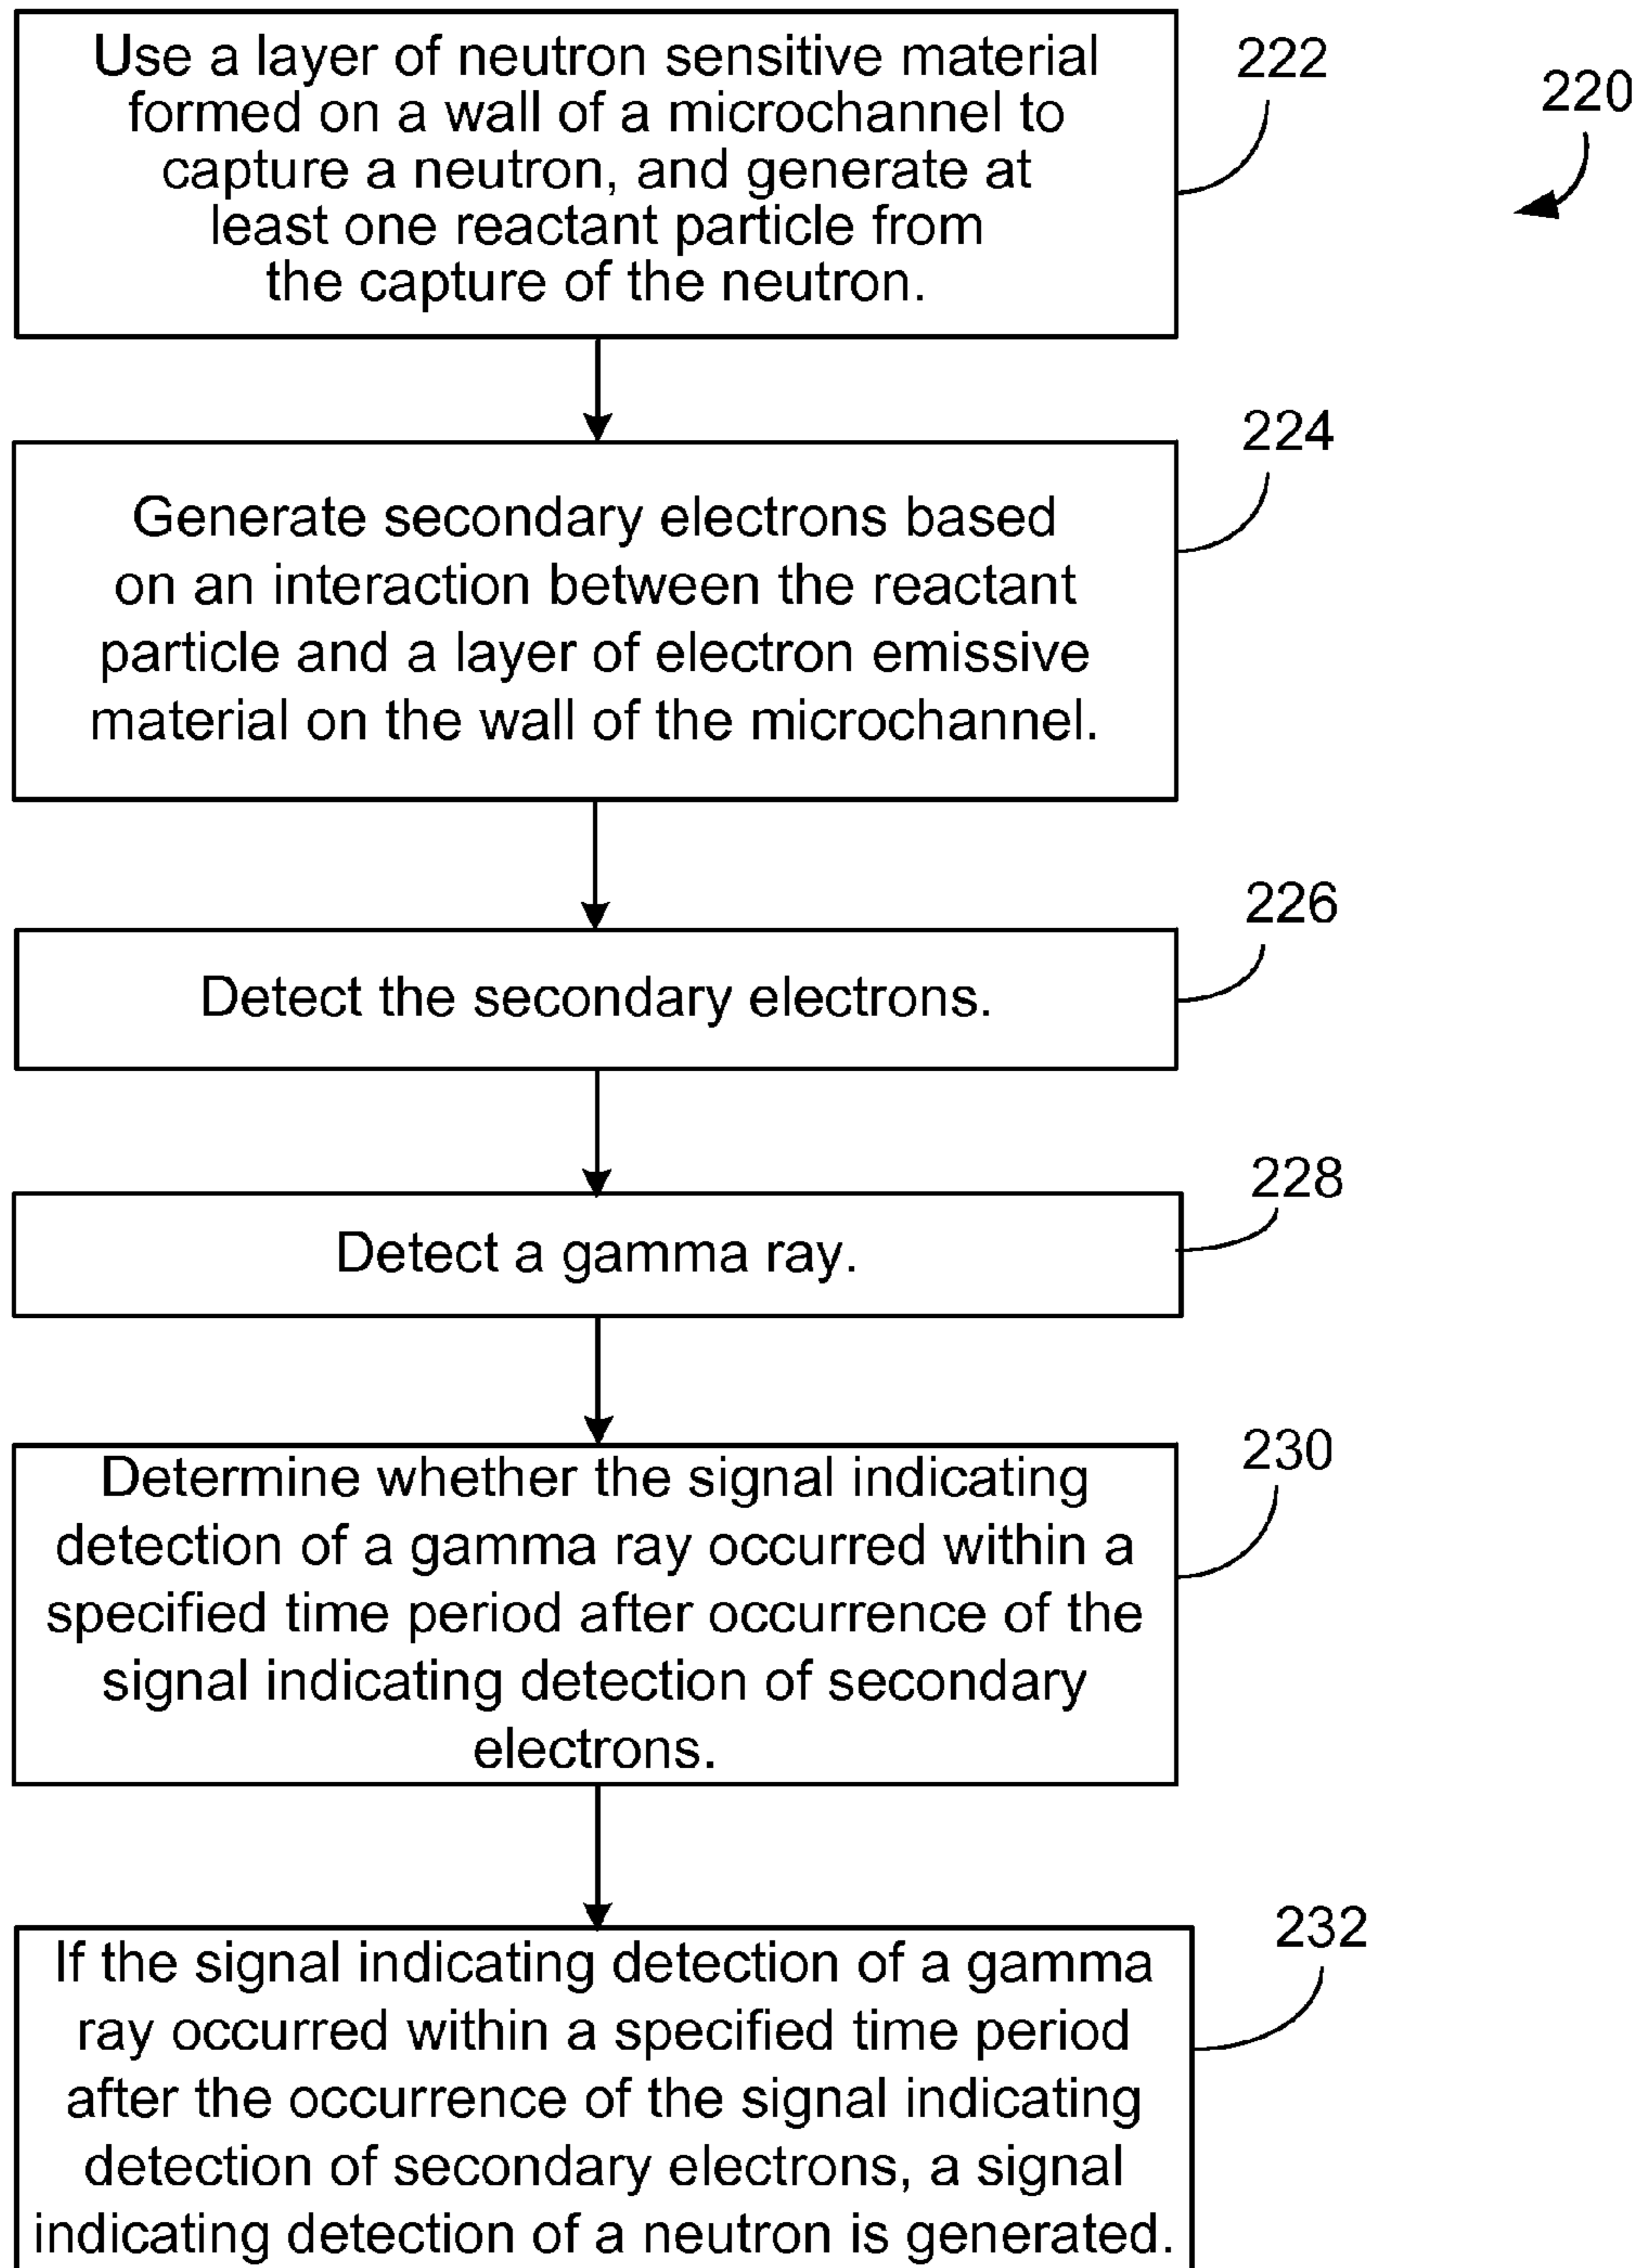 Use a layer of neutron sensitive material
formed on a wall of a microchannel to
capture a neutron, and generate at
least one reactant particle from
the capture of the neutron.
222
220
Generate secondary electrons based
on an interaction between the reactant
particle and a layer of electron emissive
material on the wall of the microchannel.
224
Detect the secondary electrons.
226
Detect a gamma ray.
228
Determine whether the signal indicating
detection of a gamma ray occurred within a
specified time period after occurrence of the
signal indicating detection of secondary
electrons.
230
If the signal indicating detection of a gamma
ray occurred within a specified time period
after the occurrence of the signal indicating
detection of secondary electrons, a signal
indicating detection of a neutron is generated.
232